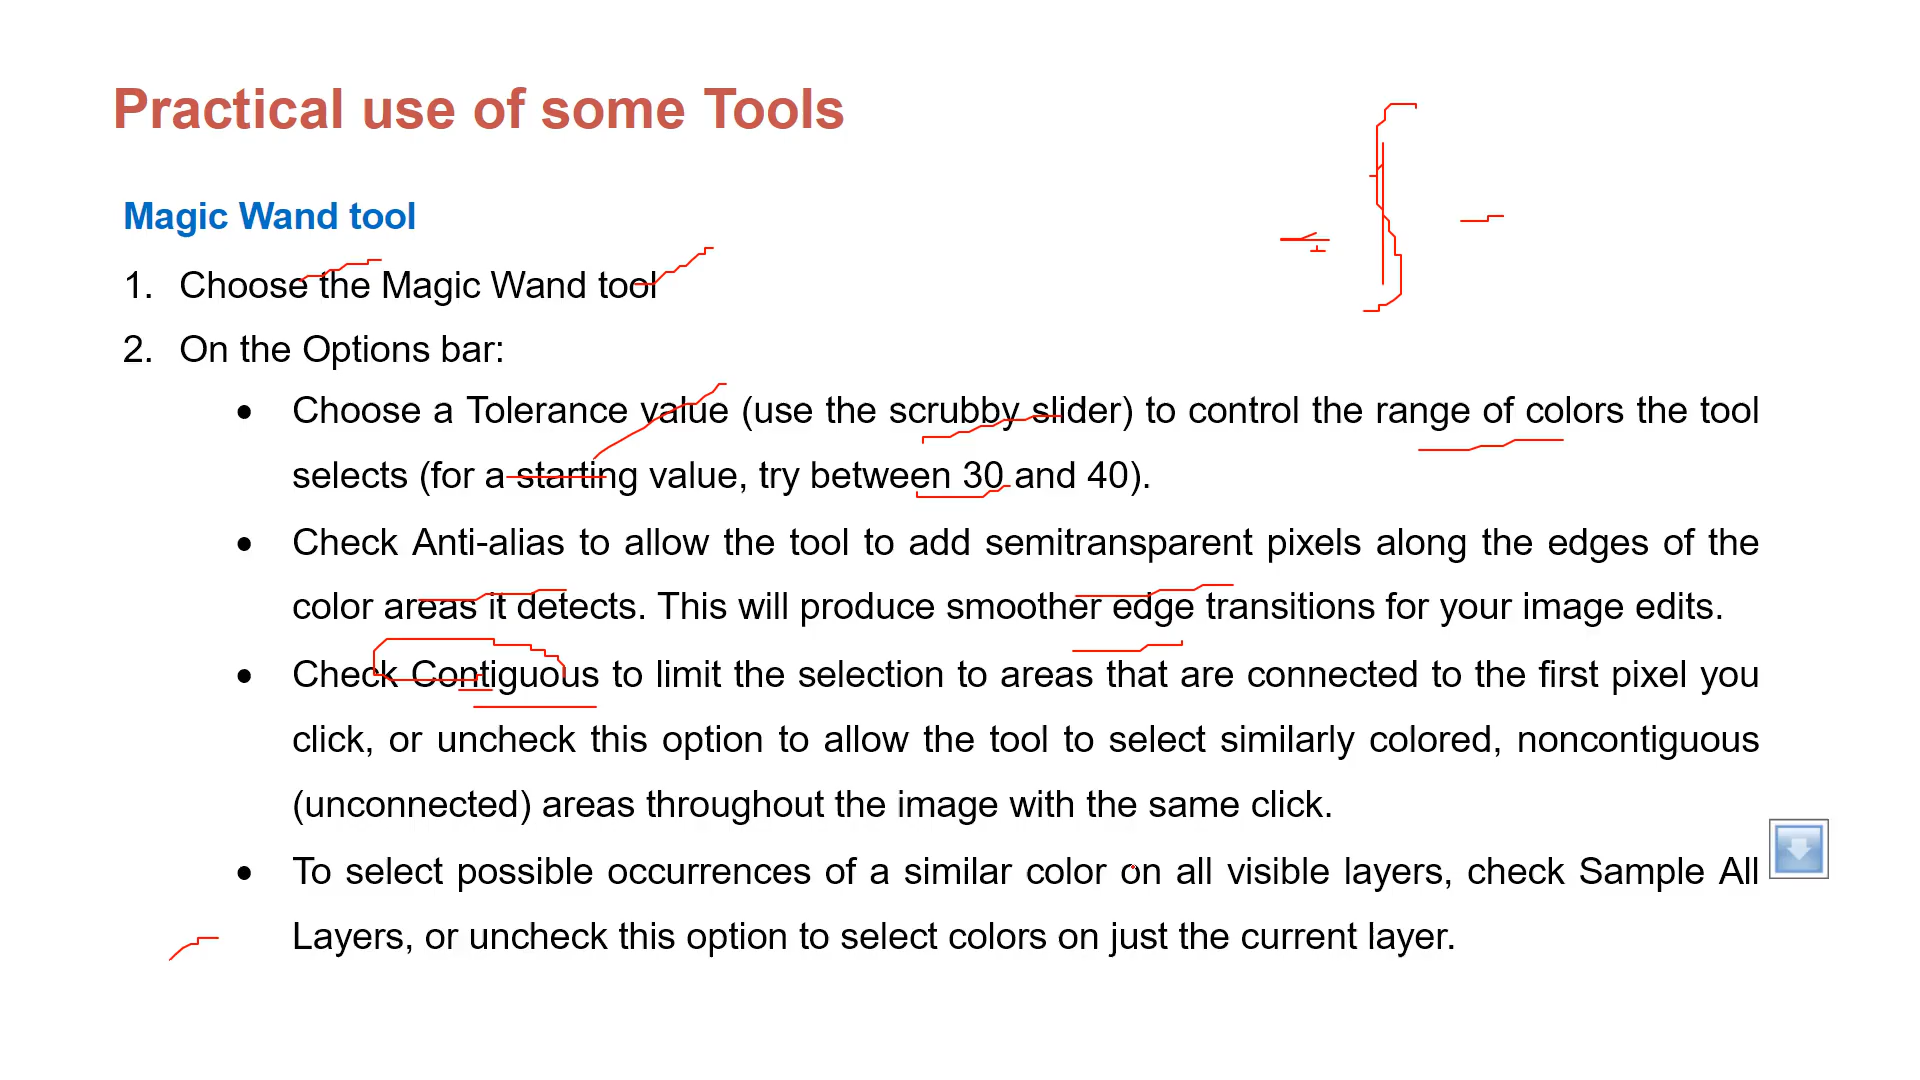 Practical use of some Tools
Magic Wand tool
1. Choose the Magic Wand tool
2. On the Options bar:
• Choose a Tolerance value (use the scrubby slider) to control the range of colors the tool
selects (for a starting value, try between 30 and 40).
• Check Anti-alias to allow the tool to add semitransparent pixels along the edges of the
color areas it detects. This will produce smoother edge transitions for your image edits.
• Check Contiguous to limit the selection to areas that are connected to the first pixel you
click, or uncheck this option to allow the tool to select similarly colored, noncontiguous
(unconnected) areas throughout the image with the same click.
• To select possible occurrences of a similar color on all visible layers, check Sample All
Layers, or uncheck this option to select colors on just the current layer.